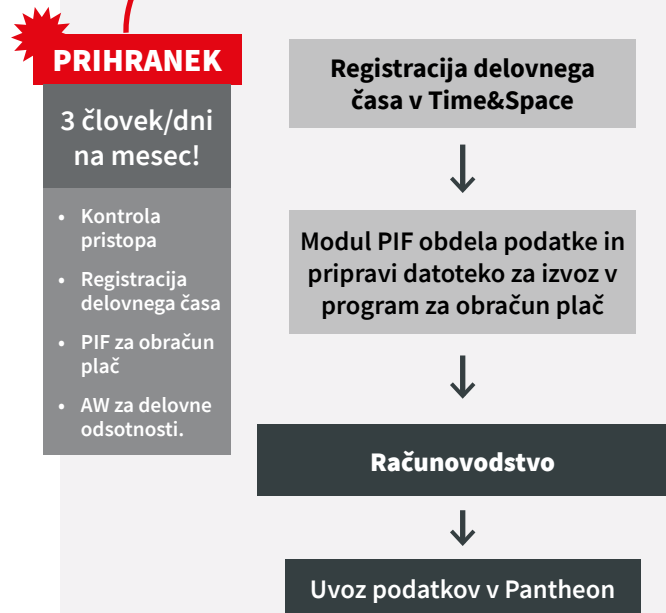 PRIHRANEK
3 človek/dni
na mesec!
• Kontrola
pristopa
• Registracija
delovnega časa
• PIF za obračun
plač
• AW za delovne
odsotnosti.
Registracija delovnega
časa v Time&Space
Modul PIF obdela podatke in
pripravi datoteko za izvoz v
program za obračun plač
Računovodstvo
Uvoz podatkov v Pantheon